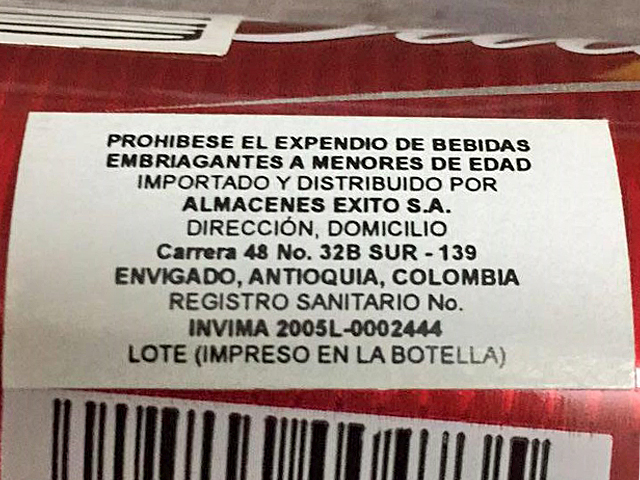 PROHIBESE EL EXPENDIO DE BEBIDAS
EMBRIAGANTES A MENORES DE EDAD
IMPORTADO Y DISTRIBUIDO POR
ALMACENES EXITO S.A.
DIRECCIÓN, DOMICILIO
Carrera 48 No. 32B SUR - 139
ENVIGADO, ANTIOQUIA, COLOMBIA
REGISTRO SANITARIO No.
INVIMA 2005L-0002444
LOTE (IMPRESO EN LA BOTELLA)